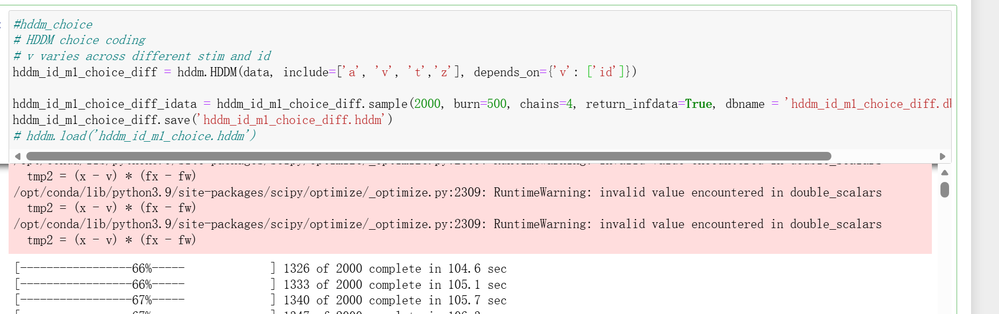 #hddm_choice
# HDDM choice coding
# v varies across different stim and id
hddm_id_m1_choice_diff = hddm.HDDM(data, include=['a', 'v', 't','z'], depends_on={'v': ['id']})
hddm_id_m1_choice_diff_idata = hddm_id_m1_choice_diff.sample(2000, burn=500, chains=4, return_infdata=True, dbname = 'hddm_id_m1_choice_diff.db
hddm_id_m1_choice_diff.save('hddm_id_m1_choice_diff.hddm')
# hddm.load('hddm_id_m1_choice.hddm')
tmp2 = (x - v) * (fx - fw)
/opt/conda/lib/python3.9/site-packages/scipy/optimize/_optimize.py:2309: RuntimeWarning: invalid value encountered in double_scalars
tmp2 = (x - v) * (fx - fw)
/opt/conda/lib/python3.9/site-packages/scipy/optimize/_optimize.py:2309: RuntimeWarning: invalid value encountered in double_scalars
tmp2 = (x - v) * (fx - fw)
[-----------------66%-----             ] 1326 of 2000 complete in 104.6 sec
[-----------------66%-----             ] 1333 of 2000 complete in 105.1 sec
[-----------------67%-----             ] 1340 of 2000 complete in 105.7 sec